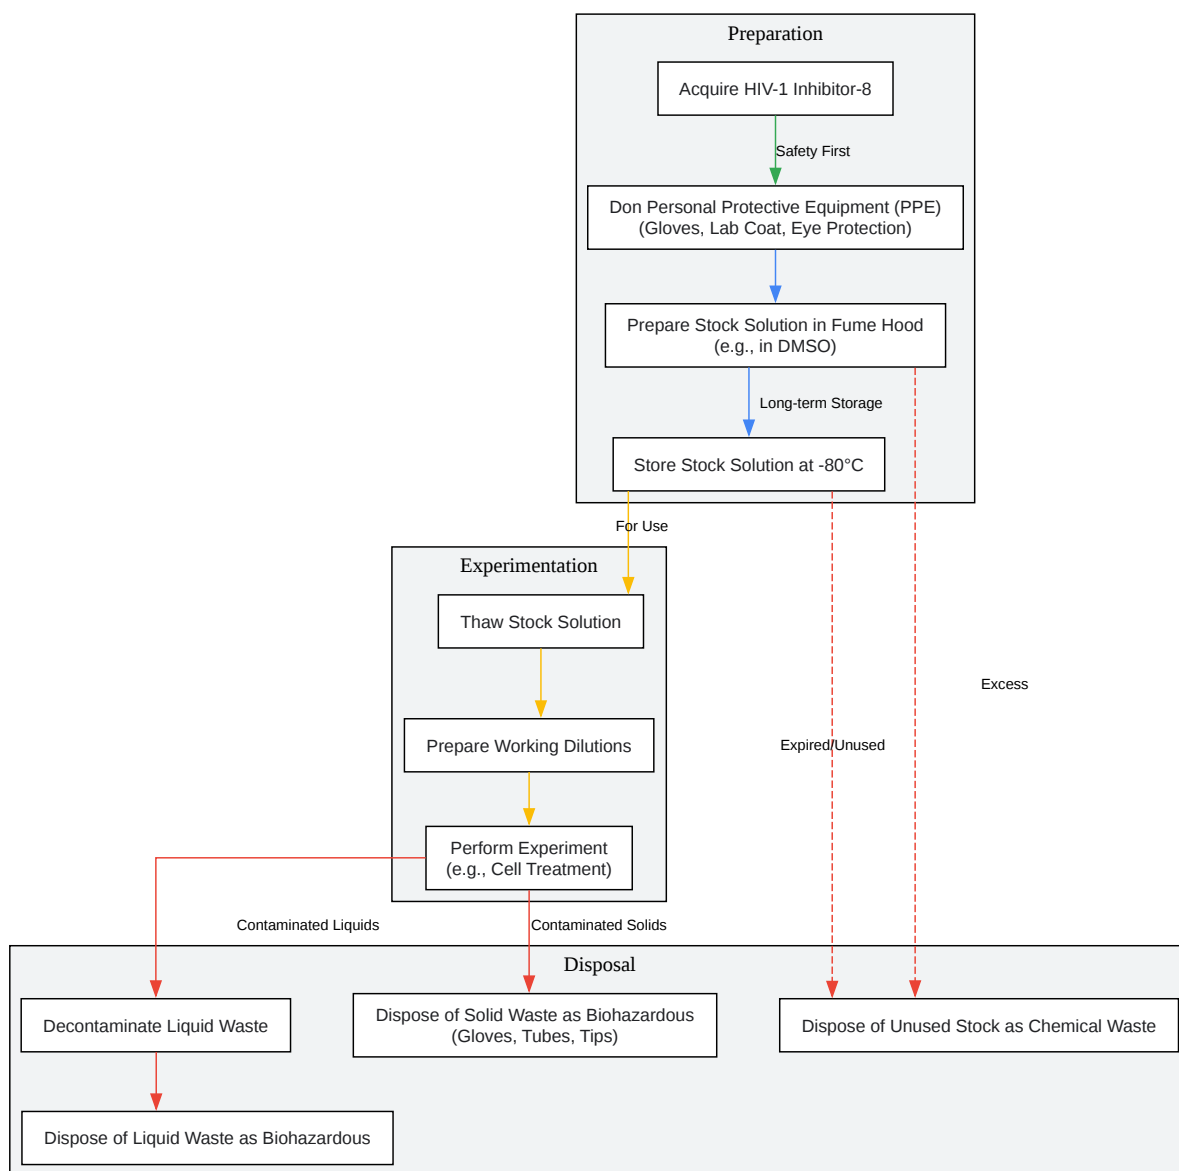 Preparation
Acquire HIV-1 Inhibitor-8
Safety First
Don Personal Protective Equipment (PPE)
(Gloves, Lab Coat, Eye Protection)
Prepare Stock Solution in Fume Hood
(e.g., in DMSO)
Long-term Storage
Store Stock Solution at -80°C
For Use
Experimentation
Thaw Stock Solution
Prepare Working Dilutions
Perform Experiment
(e.g., Cell Treatment)
Excess
Expired/Unused
Contaminated Liquids
Contaminated Solids
Disposal
Decontaminate Liquid Waste
Dispose of Solid Waste as Biohazardous
(Gloves, Tubes, Tips)
Dispose of Unused Stock as Chemical Waste
Dispose of Liquid Waste as Biohazardous